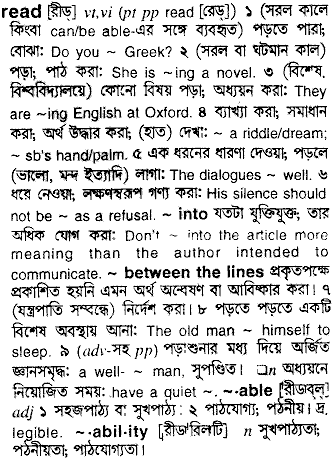 read [রীড্] vt,vi (pt pp read [রেড্]) ১ (সরল কালে
কিংবা can/be able-এর সঙ্গে ব্যবহৃত) পড়তে পারা;
বোঝা: Do you ~ Greek? ২ (সরল বা ঘটমান কাল)
পড়া; পাঠ করা: She is ~ing a novel. ৩ (বিশেষ.
বিশ্ববিদ্যালয়ে) কোনো বিষয় পড়া; অধ্যয়ন করা: They
are ~ing English at Oxford. ৪ ব্যাখ্যা করা; সমাধান
করা; অর্থ উদ্ধার করা; (হাত) দেখা: ~ a riddle/dream;
~ sb's hand/palm. ৫ এক ধরনের ধারণা দেওয়া; পড়লে
(ভালো, মন্দ ইত্যাদি) লাগা: The dialogues ~ well. ৬
ধরে নেওয়া; লক্ষণস্বরূপ গণ্য করা: His silence should
not be ~ as a refusal. ~ into যতটা যুক্তিযুক্ত; তার
অধিক যোগ করা: Don't ~ into the article more
meaning than the author intended to
communicate. ~ between the lines প্রকৃতপক্ষে
প্রকাশিত হয়নি এমন অর্থ অন্বেষণ বা আবিষ্কার করা। ৭
(যন্ত্রপাতি সম্বন্ধে) নির্দেশ করা। ৮ পড়তে পড়তে একটি
বিশেষ অবস্থায় আনা: The old man ~ himself to
sleep. ৯ (adv-সহ pp) পড়াশুনার মধ্য দিয়ে অর্জিত
জ্ঞানসমৃদ্ধ: a well- ~ man, সুপণ্ডিত। □n অধ্যয়নে
নিয়োজিত সময়: have a quiet ~. ~·able [রীডাব্‌ল্]
adj ১ সহজপাঠ্য বা সুখপাঠ্য: ২ পাঠযোগ্য; পঠনীয়। দ্র.
legible. ~·abil·ity [রীডাবিলটি] n সুখপাঠ্যতা;
পঠনীয়তা; পাঠযোগ্যতা।